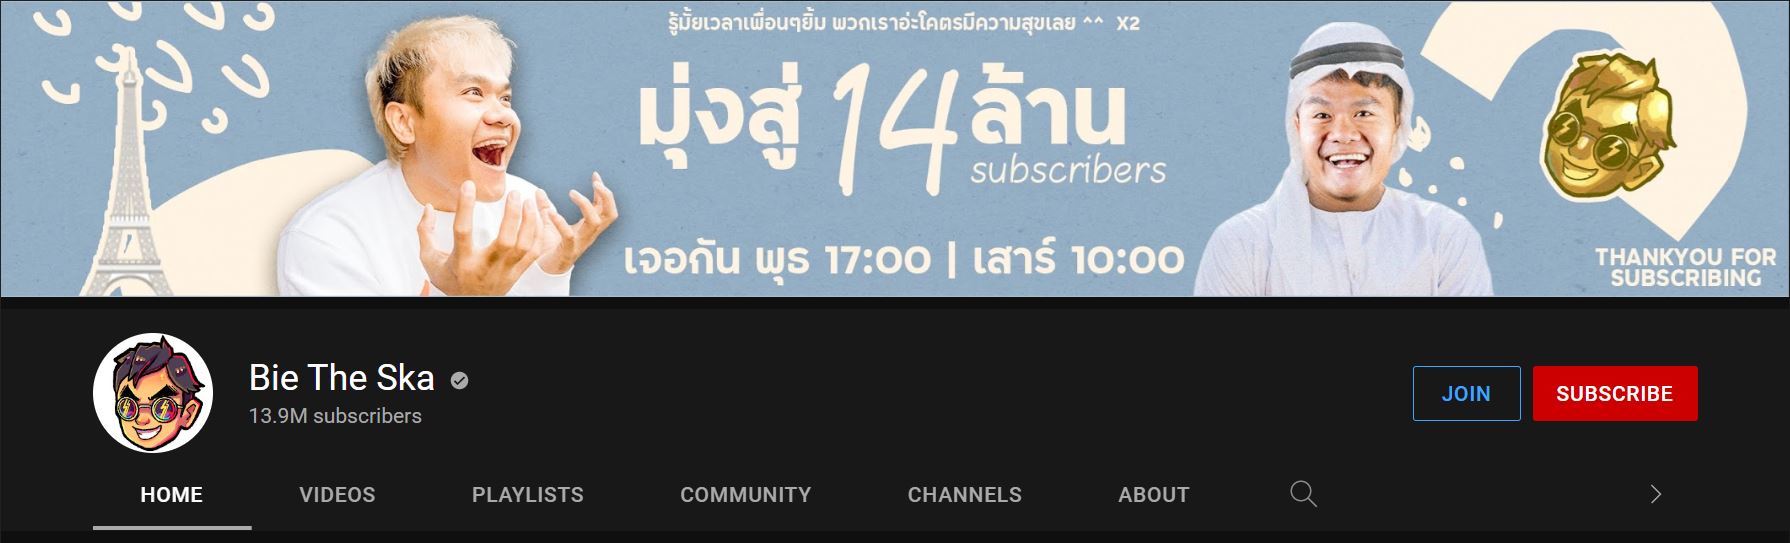 รู้มั้ยเวลาเพื่อนๆยิ้ม พวกเราอ่ะโคตรมีความสุขเลย ^^ X2
มุ่งสู่ 14 ล้าน
subscribers
เจอกัน พุธ 17:00 | เสาร์ 10:00
THANKYOU FOR
SUBSCRIBING
Bie The Ska
13.9M subscribers
JOIN SUBSCRIBE
HOME VIDEOS PLAYLISTS COMMUNITY CHANNELS ABOUT